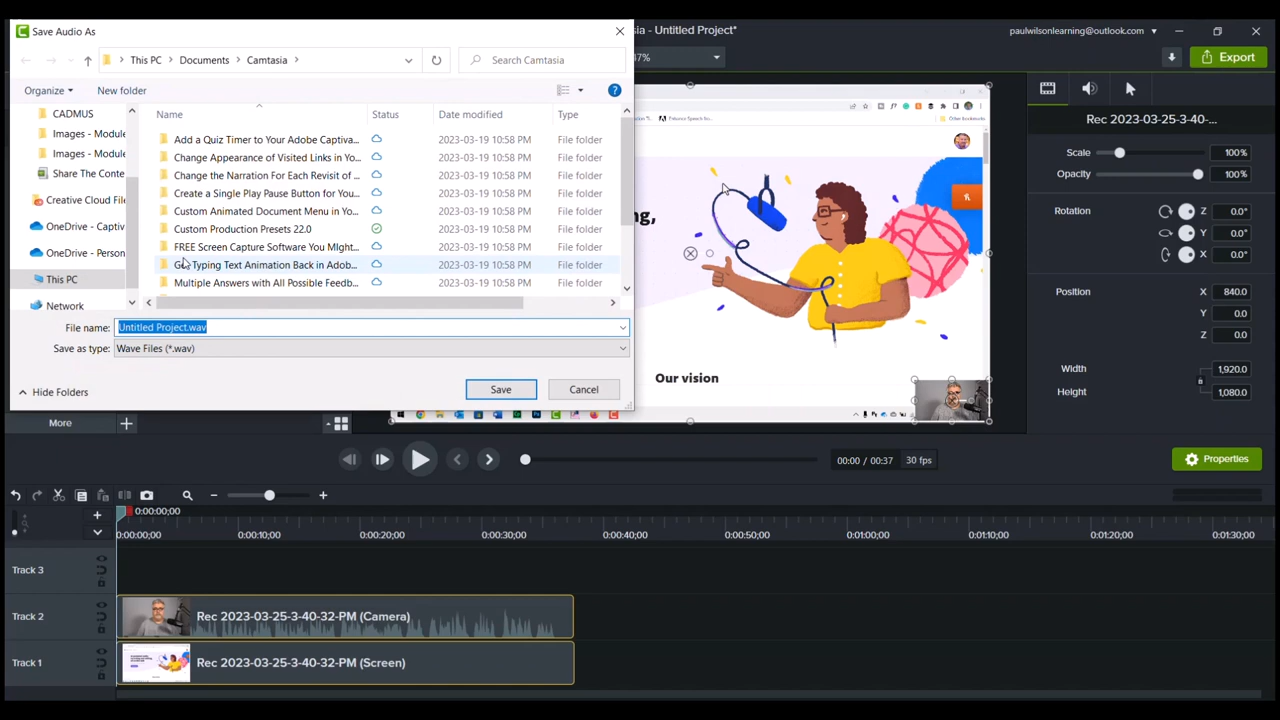 Save Audio As
- Untitled Project*
paulwilsonlearning@outlook.com
This PC > Documents > Camtasia >
Search Camtasia
Export
Organize
New folder
Name
Status
Date modified
Type
CADMUS
Images - Module
Images - Module
Share The Conte
Creative Cloud File
OneDrive - Captiv
OneDrive - Person
This PC
Network
Add a Quiz Timer to Your Adobe Captiva... 2023-03-19 10:58 PM File folder
Change Appearance of Visited Links in Yo... 2023-03-19 10:58 PM File folder
Change the Narration For Each Revisit of ... 2023-03-19 10:58 PM File folder
Create a Single Play Pause Button for You... 2023-03-19 10:58 PM File folder
Custom Animated Document Menu in Yo... 2023-03-19 10:58 PM File folder
Custom Production Presets 22.0 2023-03-19 10:58 PM File folder
FREE Screen Capture Software You MIght... 2023-03-19 10:58 PM File folder
Typing Text Animation Back in Adob... 2023-03-19 10:58 PM File folder
Multiple Answers with All Possible Feedb... 2023-03-19 10:58 PM File folder
File name: Untitled Project.wav
Save as type: Wave Files (*.wav)
Hide Folders
Save
Cancel
Our vision
Rec 2023-03-25-3-40-...
Scale 100%
Opacity 100%
Rotation Z 0.0°
Y 0.0°
X 0.0°
Position X 840.0
Y 0.0
Z 0.0
Width 1,920.0
Height 1,080.0
More
00:00 / 00:37 30 fps
Properties
0:00:00;00
0:00:00;00 0:00:10;00 0:00:20;00 0:00:30;00 0:00:40;00 0:00:50;00 0:01:00;00 0:01:10;00 0:01:20;00 0:01:30;00
Track 3
Track 2
Rec 2023-03-25-3-40-32-PM (Camera)
Track 1
Rec 2023-03-25-3-40-32-PM (Screen)